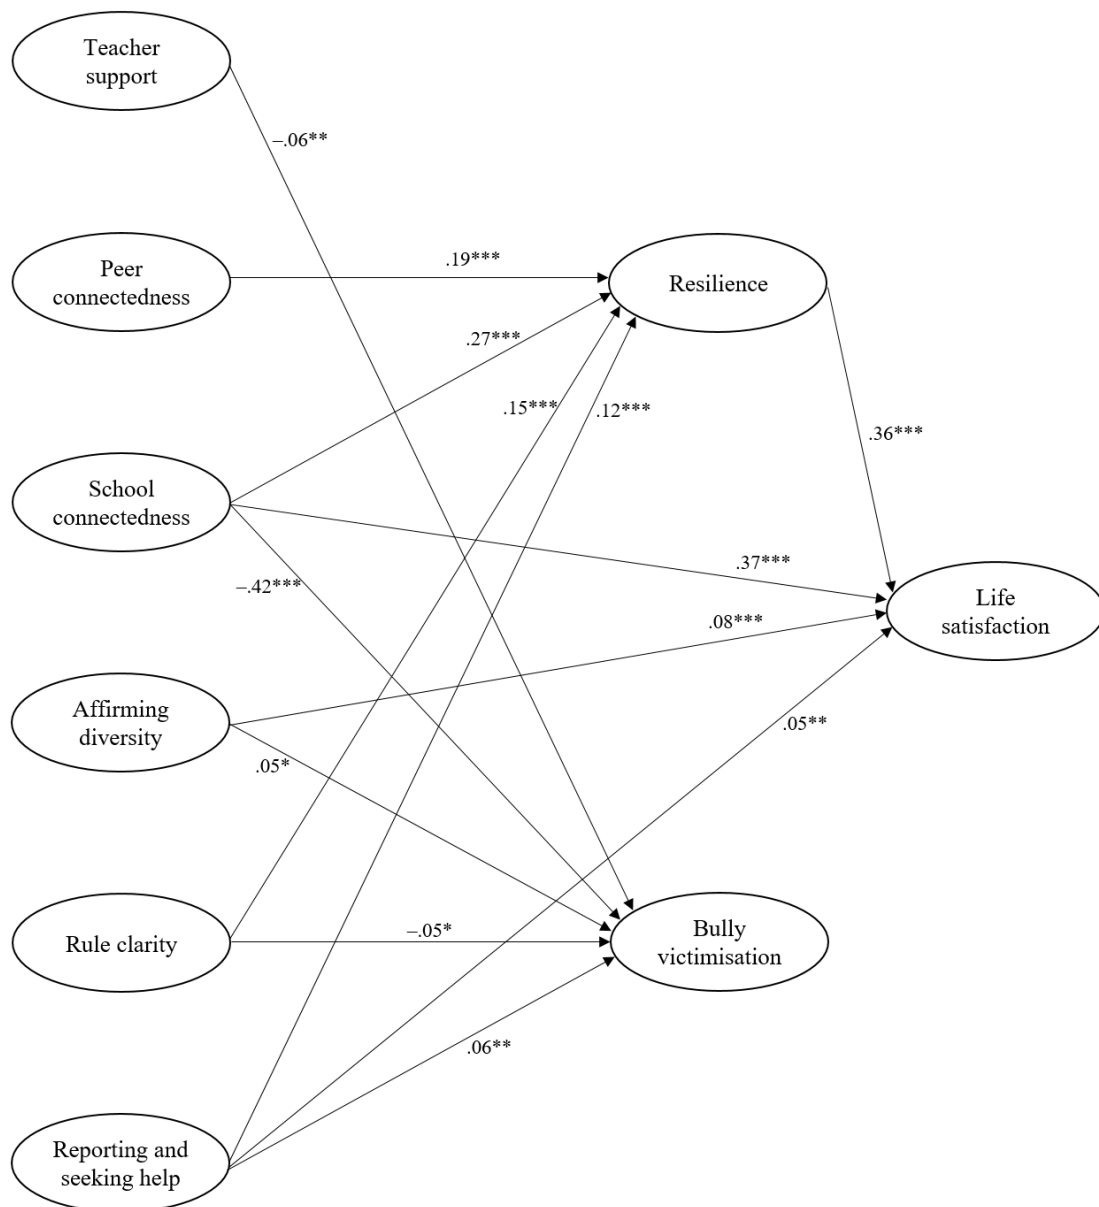 Teacher
support
–.06**
Peer
connectedness
.19***
Resilience
.27***
.15***
.12***
.36***
School
connectedness
.37***
–.42***
Life
satisfaction
.08***
Affirming
diversity
.05**
.05*
Rule clarity
–.05*
Bully
victimisation
.06**
Reporting and
seeking help